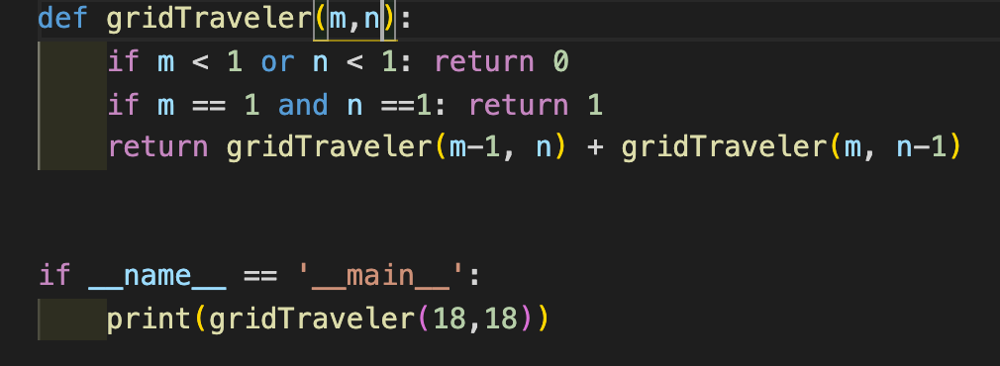 def gridTraveler(m,n):
    if m < 1 or n < 1: return 0
    if m == 1 and n ==1: return 1
    return gridTraveler(m-1, n) + gridTraveler(m, n-1)
if __name__ == '__main__':
    print(gridTraveler(18,18))